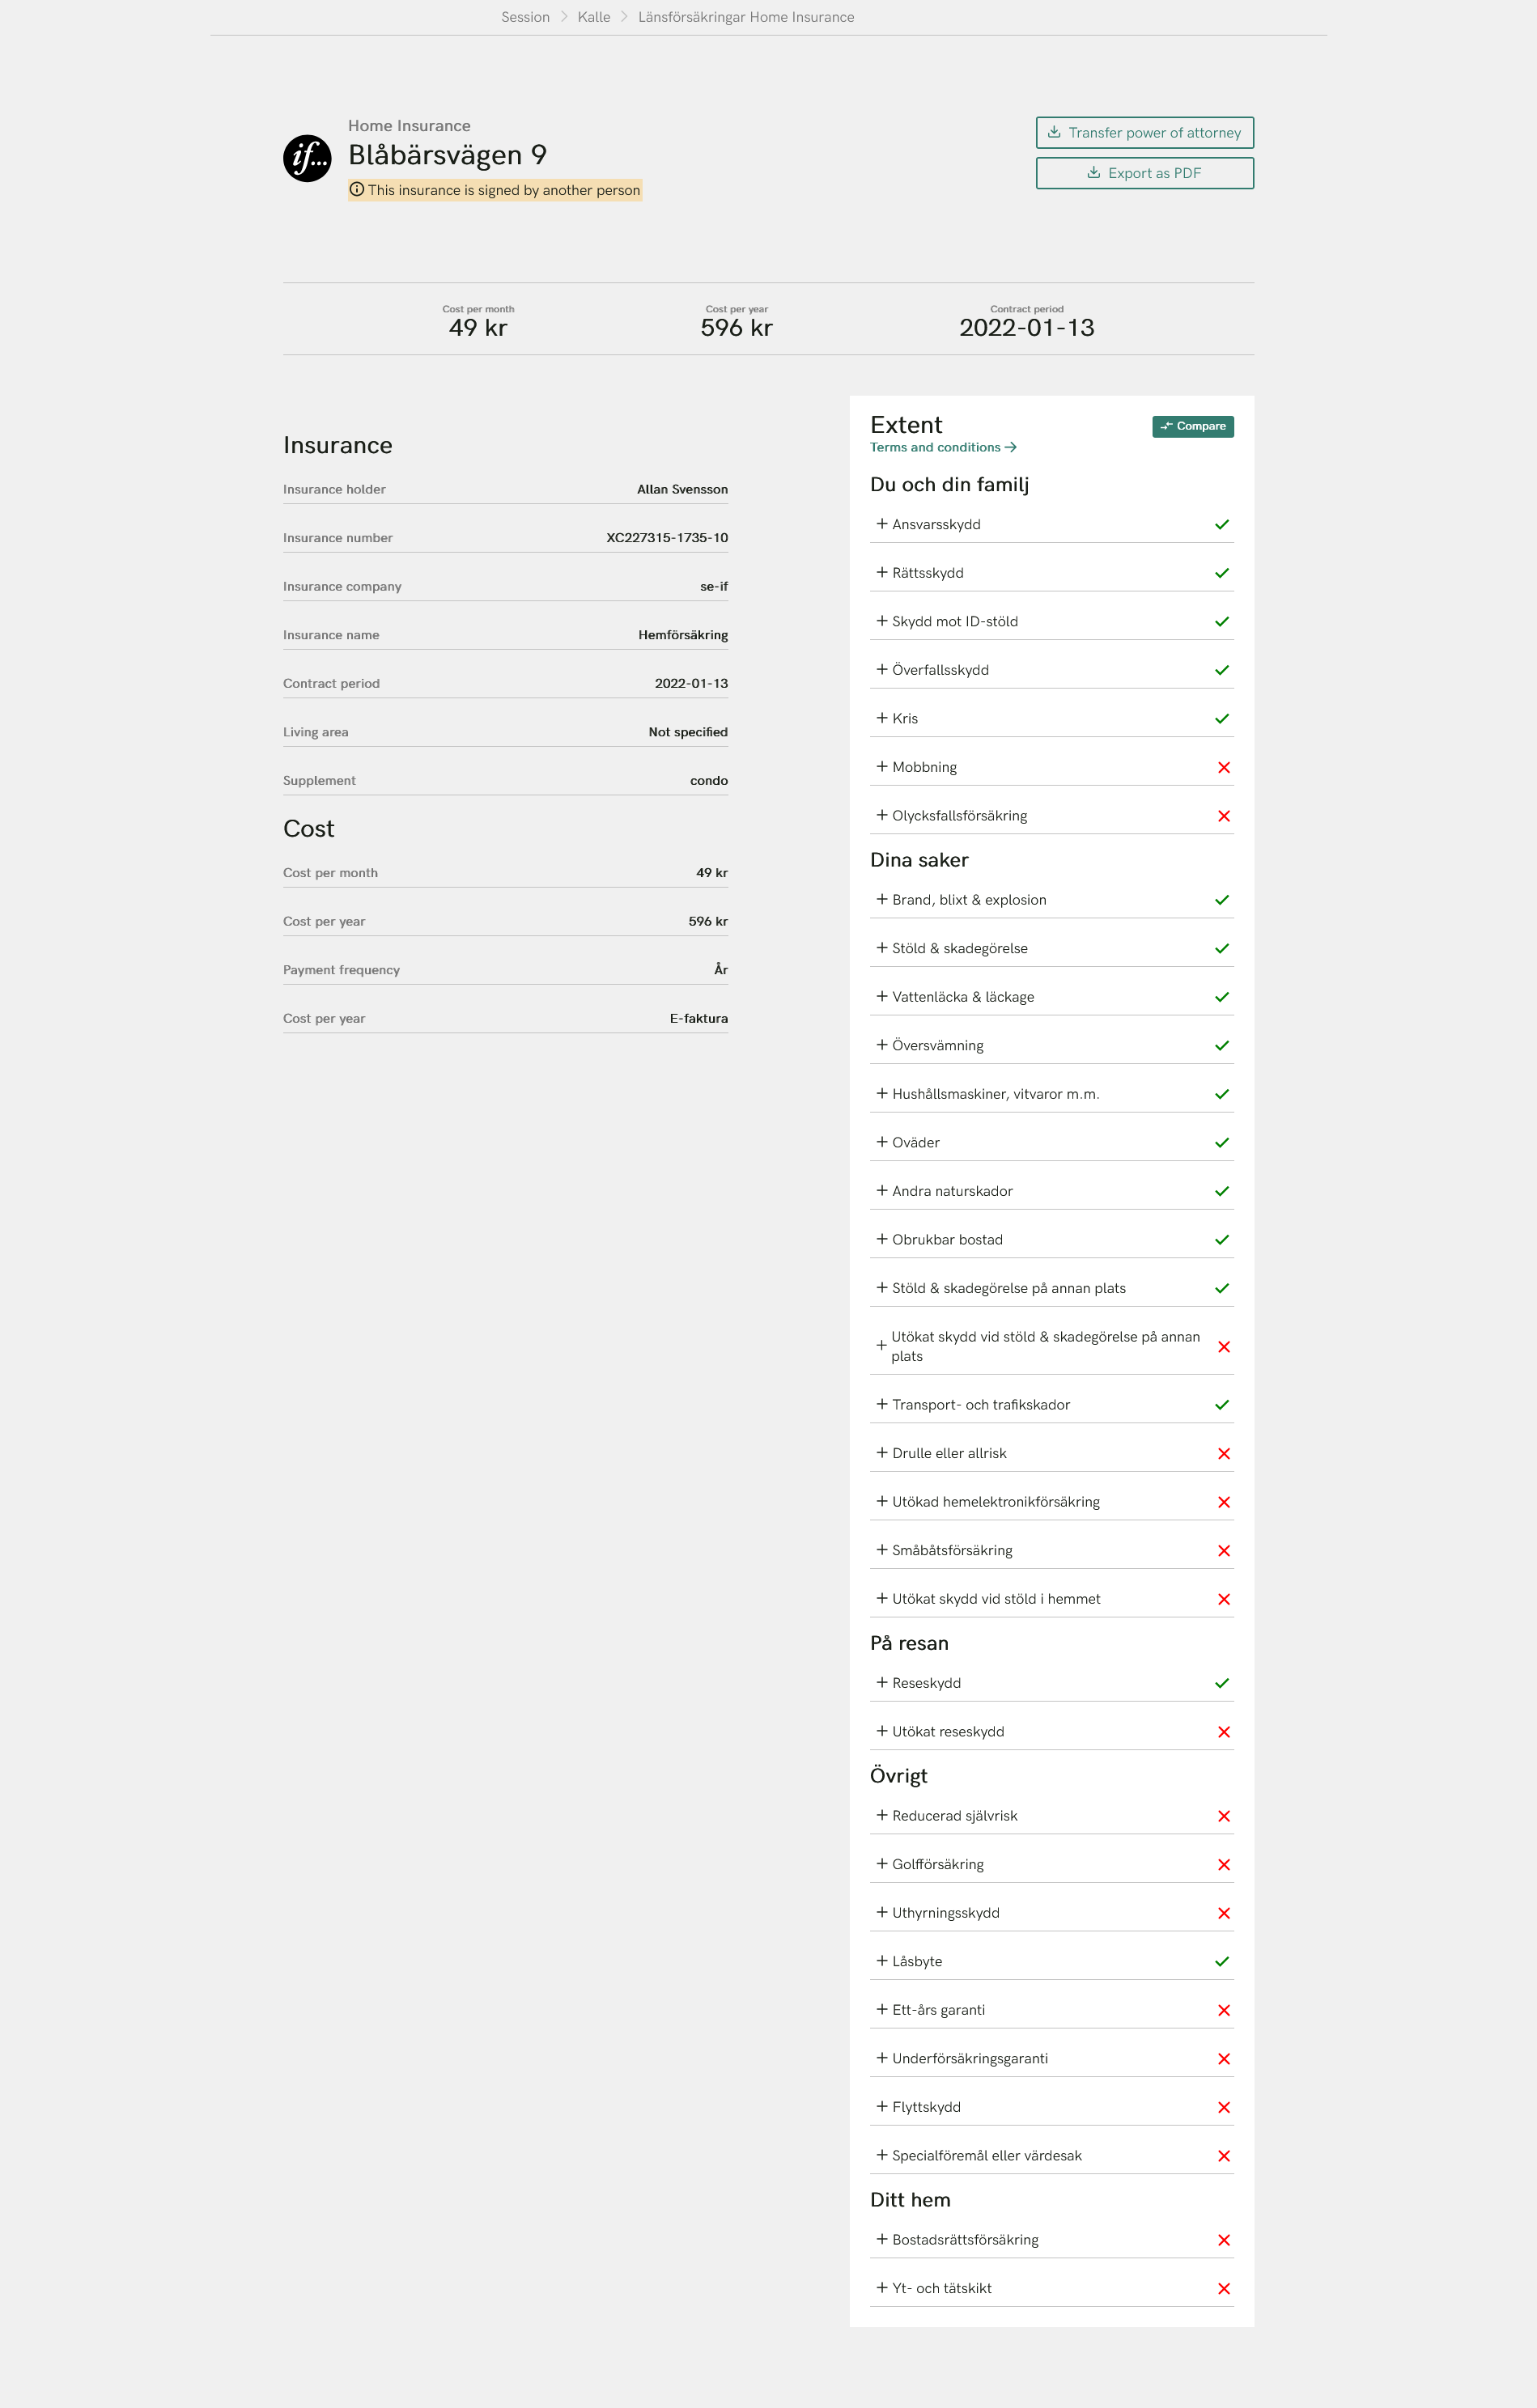 Session
Kalle
Länsförsäkringar Home Insurance
if...
Home Insurance
Blåbärsvägen 9
This insurance is signed by another person
Transfer power of attorney
Export as PDF
Cost per month
49 kr
Cost per year
596 kr
Contract period
2022-01-13
Insurance
Insurance holder Allan Svensson
Insurance number XC227315-1735-10
Insurance company se-if
Insurance name Hemförsäkring
Contract period 2022-01-13
Living area Not specified
Supplement condo
Cost
Cost per month 49 kr
Cost per year 596 kr
Payment frequency År
Cost per year E-faktura
Extent
Compare
Terms and conditions
Du och din familj
Ansvarsskydd
Rättsskydd
Skydd mot ID-stöld
Överfallsskydd
Kris
Mobbning
Olycksfallsförsäkring
Dina saker
Brand, blixt & explosion
Stöld & skadegörelse
Vattenläcka & läckage
Översvämning
Hushållsmaskiner, vitvaror m.m.
Oväder
Andra naturskador
Obrukbar bostad
Stöld & skadegörelse på annan plats
Utökat skydd vid stöld & skadegörelse på annan
plats
Transport- och trafikskador
Drulle eller allrisk
Utökad hemelektronikförsäkring
Småbåtsförsäkring
Utökat skydd vid stöld i hemmet
På resan
Reseskydd
Utökat reseskydd
Övrigt
Reducerad självrisk
Golfförsäkring
Uthyrningsskydd
Låsbyte
Ett-års garanti
Underförsäkringsgaranti
Flyttskydd
Specialföremål eller värdesak
Ditt hem
Bostadsrättsförsäkring
Yt- och tätskikt